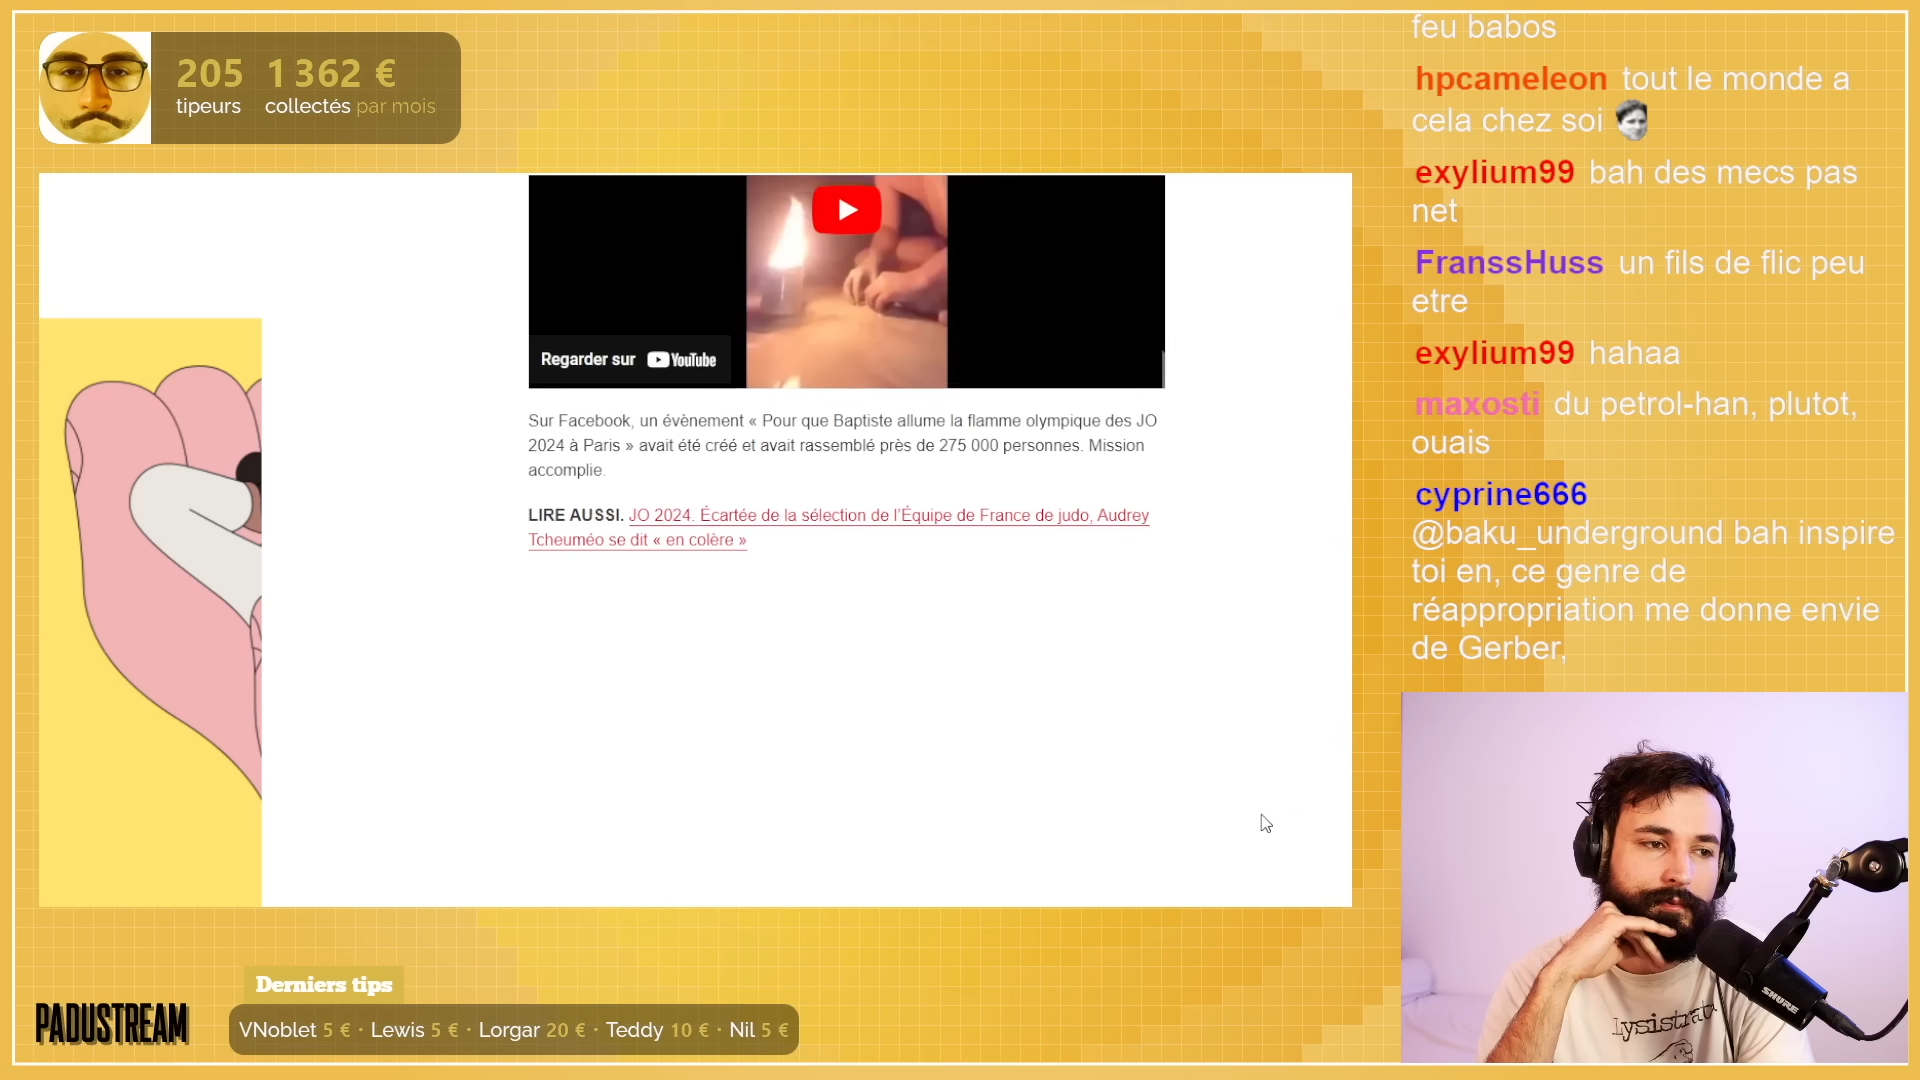 205 1 362 €
tipeurs collectés par mois
Regarder sur YouTube
Sur Facebook, un évènement « Pour que Baptiste allume la flamme olympique des JO
2024 à Paris » avait été créé et avait rassemblé près de 275 000 personnes. Mission
accomplie.
LIRE AUSSI. JO 2024. Écartée de la sélection de l’Équipe de France de judo, Audrey
Tcheuméo se dit « en colère »
feu babos
hpcameleon tout le monde a
cela chez soi
exylium99 bah des mecs pas
net
FranssHuss un fils de flic peu
etre
exylium99 hahaa
maxosti du petrol-han, plutot,
ouais
cyprine666
@baku_underground bah inspire
toi en, ce genre de
réappropriation me donne envie
de Gerber,
SHURE
Lysistrata
Derniers tips
PADUSTREAM
VNoblet 5 € · Lewis 5 € · Lorgar 20 € · Teddy 10 € · Nil 5 €